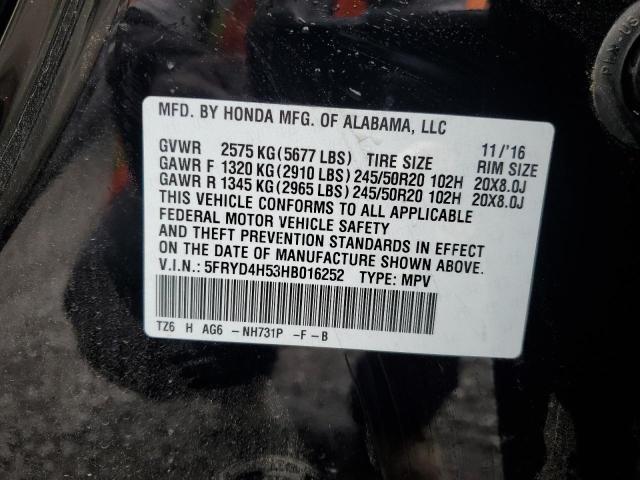 MFD. BY HONDA MFG. OF ALABAMA, LLC
11/'16
GVWR 2575 KG (5677 LBS) TIRE SIZE RIM SIZE
GAWR F 1320 KG (2910 LBS) 245/50R20 102H 20X8.0J
GAWR R 1345 KG (2965 LBS) 245/50R20 102H 20X8.0J
THIS VEHICLE CONFORMS TO ALL APPLICABLE
FEDERAL MOTOR VEHICLE SAFETY
AND THEFT PREVENTION STANDARDS IN EFFECT
ON THE DATE OF MANUFACTURE SHOWN ABOVE.
V.I.N.: 5FRYD4H53HB016252 TYPE: MPV
TZ6 H AG6 -NH731P -F -B